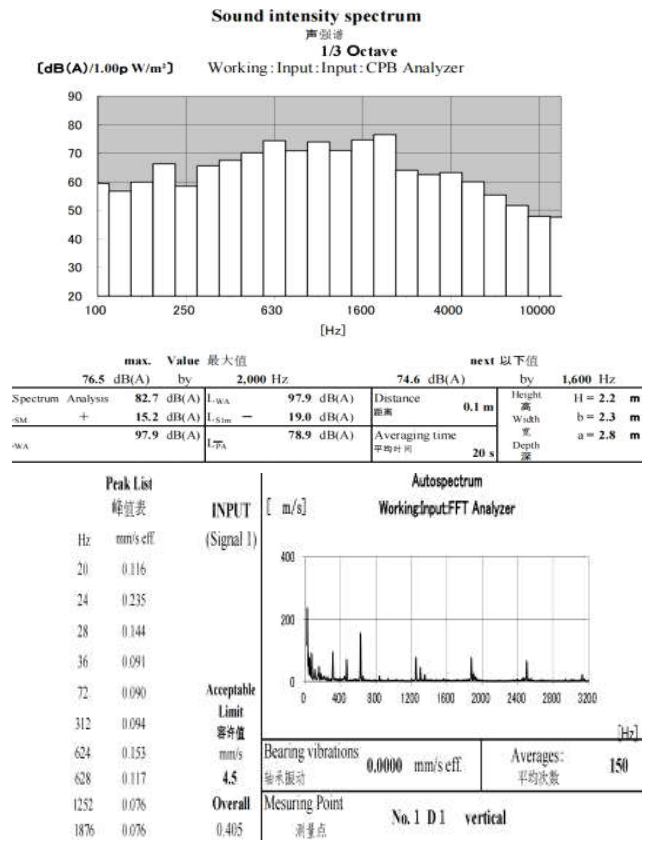 Sound intensity spectrum
声强谱
1/3 Octave
[dB(A)/1.00p W/m²] Working : Input : Input : CPB Analyzer
90
80
70
60
50
40
30
20
100 250 630 1600 4000 10000
[Hz]
max. Value 最大值 next 以下值
76.5 dB(A) by 2,000 Hz 74.6 dB(A) by 1,600 Hz
Spectrum Analysis 82.7 dB(A) LWA 97.9 dB(A) Distance 距离 0.1 m Height 高 H = 2.2 m
SM + 15.2 dB(A) LS1m − 19.0 dB(A) Width 宽 b = 2.3 m
WA 97.9 dB(A) LPA 78.9 dB(A) Averaging time 平均时间 20 s Depth 深 a = 2.8 m
Peak List
峰值表
Hz mm/s eff.
20 0.116
24 0.235
28 0.144
36 0.091
72 0.090
312 0.094
624 0.153
628 0.117
1252 0.076
1876 0.076
INPUT
(Signal 1)
Acceptable
Limit
容许值
mm/s
4.5
Overall
0.405
Autospectrum
[ m/s] Working:Input:FFT Analyzer
400
200
0
0 400 800 1200 1600 2000 2400 2800 3200
[Hz]
Bearing vibrations 0.0000 mm/s eff. Averages: 150
轴承振动 平均次数
Mesuring Point No. 1 D 1 vertical
测量点